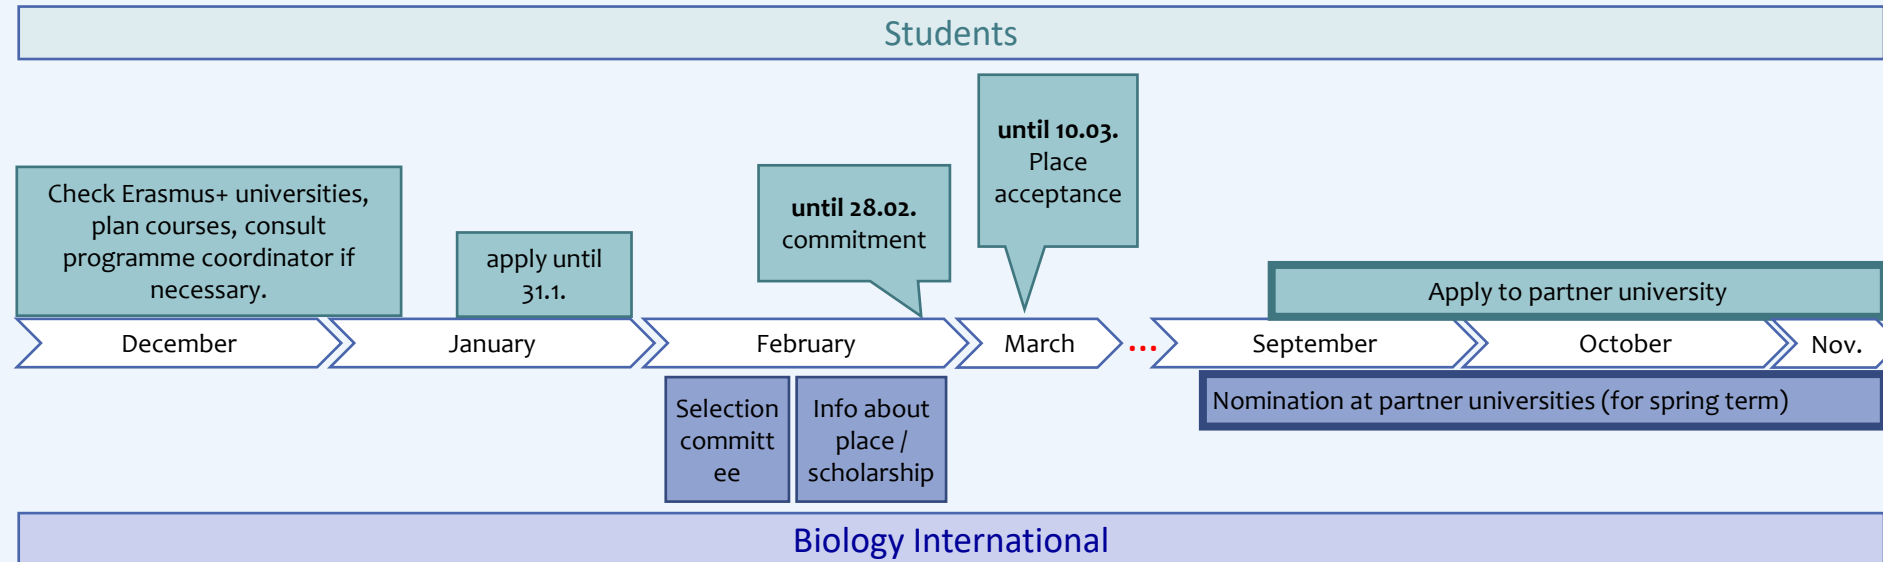 Students
until 10.03.
Place
acceptance
Check Erasmus+ universities,
plan courses, consult
programme coordinator if
necessary.
until 28.02.
commitment
apply until
31.1.
Apply to partner university
December
January
February
March
...
September
October
Nov.
Selection
committ
ee
Info about
place /
scholarship
Nomination at partner universities (for spring term)
Biology International